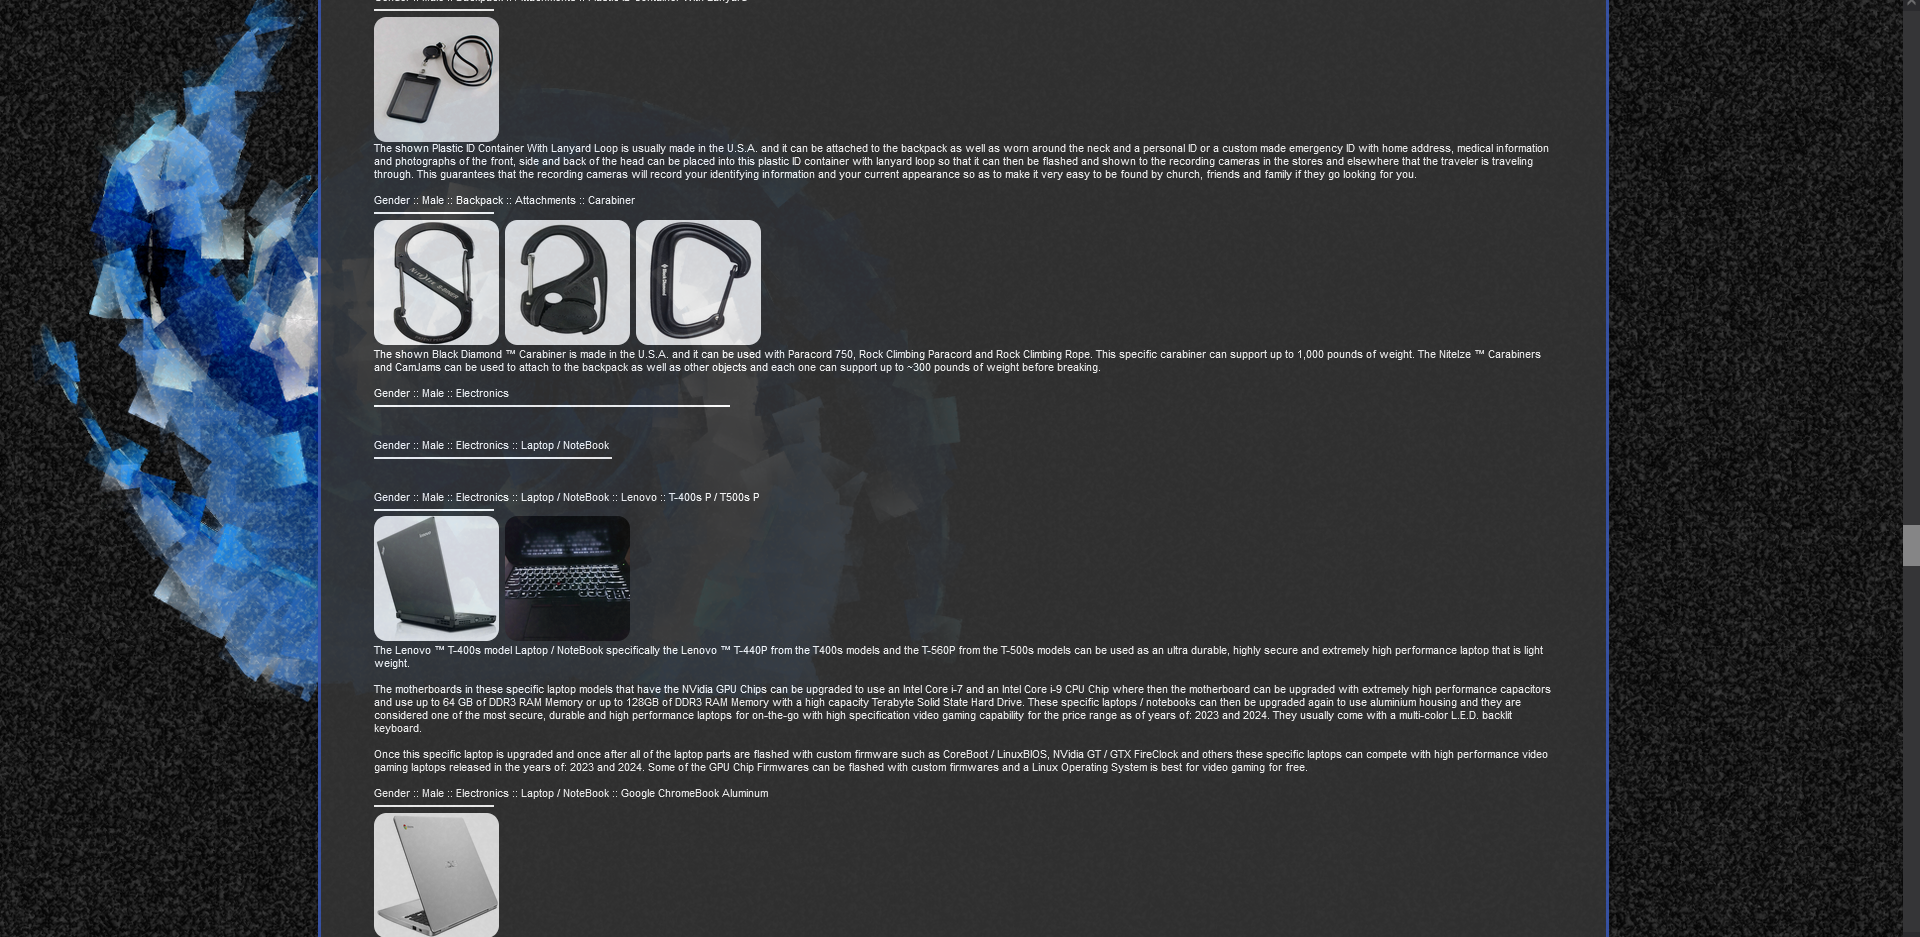 The shown Plastic ID Container With Lanyard Loop is usually made in the U.S.A. and it can be attached to the backpack as well as worn around the neck and a personal ID or a custom made emergency ID with home address, medical information
and photographs of the front, side and back of the head can be placed into this plastic ID container with lanyard loop so that it can then be flashed and shown to the recording cameras in the stores and elsewhere that the traveler is traveling
through. This guarantees that the recording cameras will record your identifying information and your current appearance so as to make it very easy to be found by church, friends and family if they go looking for you.
Gender :: Male :: Backpack :: Attachments :: Carabiner
The shown Black Diamond ™ Carabiner is made in the U.S.A. and it can be used with Paracord 750, Rock Climbing Paracord and Rock Climbing Rope. This specific carabiner can support up to 1,000 pounds of weight. The NiteIze ™ Carabiners
and CamJams can be used to attach to the backpack as well as other objects and each one can support up to ~300 pounds of weight before breaking.
Gender :: Male :: Electronics
Gender :: Male :: Electronics :: Laptop / NoteBook
Gender :: Male :: Electronics :: Laptop / NoteBook :: Lenovo :: T-400s P / T500s P
The Lenovo ™ T-400s model Laptop / NoteBook specifically the Lenovo ™ T-440P from the T400s models and the T-560P from the T-500s models can be used as an ultra durable, highly secure and extremely high performance laptop that is light
weight.
The motherboards in these specific laptop models that have the NVidia GPU Chips can be upgraded to use an Intel Core i-7 and an Intel Core i-9 CPU Chip where then the motherboard can be upgraded with extremely high performance capacitors
and use up to 64 GB of DDR3 RAM Memory or up to 128GB of DDR3 RAM Memory with a high capacity Terabyte Solid State Hard Drive. These specific laptops / notebooks can then be upgraded again to use aluminium housing and they are
considered one of the most secure, durable and high performance laptops for on-the-go with high specification video gaming capability for the price range as of years of: 2023 and 2024. They usually come with a multi-color L.E.D. backlit
keyboard.
Once this specific laptop is upgraded and once after all of the laptop parts are flashed with custom firmware such as CoreBoot / LinuxBIOS, NVidia GT / GTX FireClock and others these specific laptops can compete with high performance video
gaming laptops released in the years of: 2023 and 2024. Some of the GPU Chip Firmwares can be flashed with custom firmwares and a Linux Operating System is best for video gaming for free.
Gender :: Male :: Electronics :: Laptop / NoteBook :: Google ChromeBook Aluminum